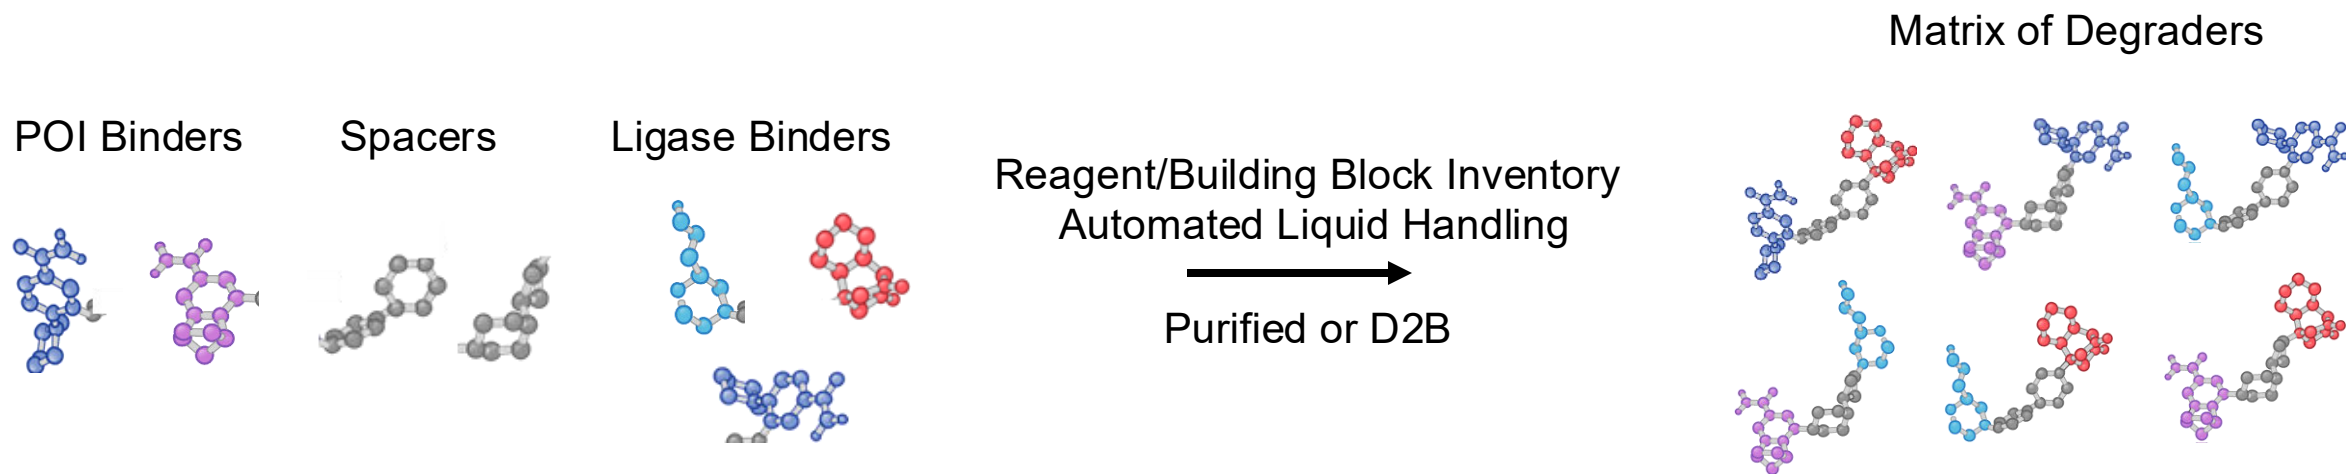 POI Binders
Spacers
Ligase Binders
Reagent/Building Block Inventory
Automated Liquid Handling
Purified or D2B
Matrix of Degraders